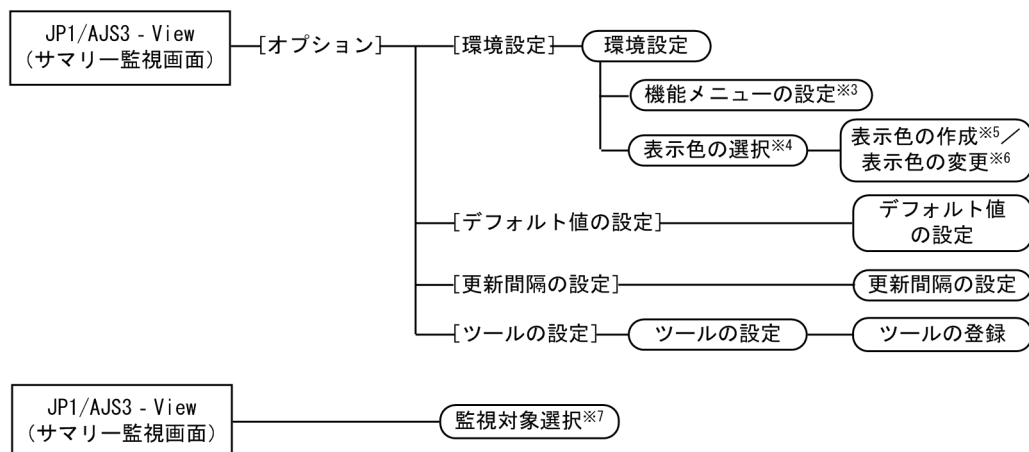 JP1/AJS3 - View
（サマリー監視画面）
[オプション]
[環境設定]
環境設定
機能メニューの設定※3
表示色の選択※4
表示色の作成※5／
表示色の変更※6
[デフォルト値の設定]
デフォルト値
の設定
[更新間隔の設定]
更新間隔の設定
[ツールの設定]
ツールの設定
ツールの登録
JP1/AJS3 - View
（サマリー監視画面）
監視対象選択※7